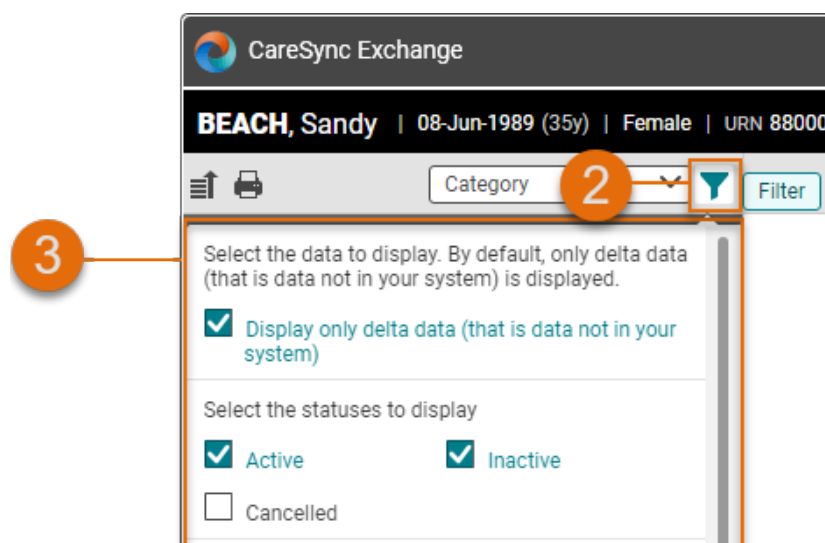 CareSync Exchange
BEACH, Sandy | 08-Jun-1989 (35y) | Female | URN 88000
Category
2
Filter
3
Select the data to display. By default, only delta data
(that is data not in your system) is displayed.
Display only delta data (that is data not in your
system)
Select the statuses to display
Active Inactive
Cancelled